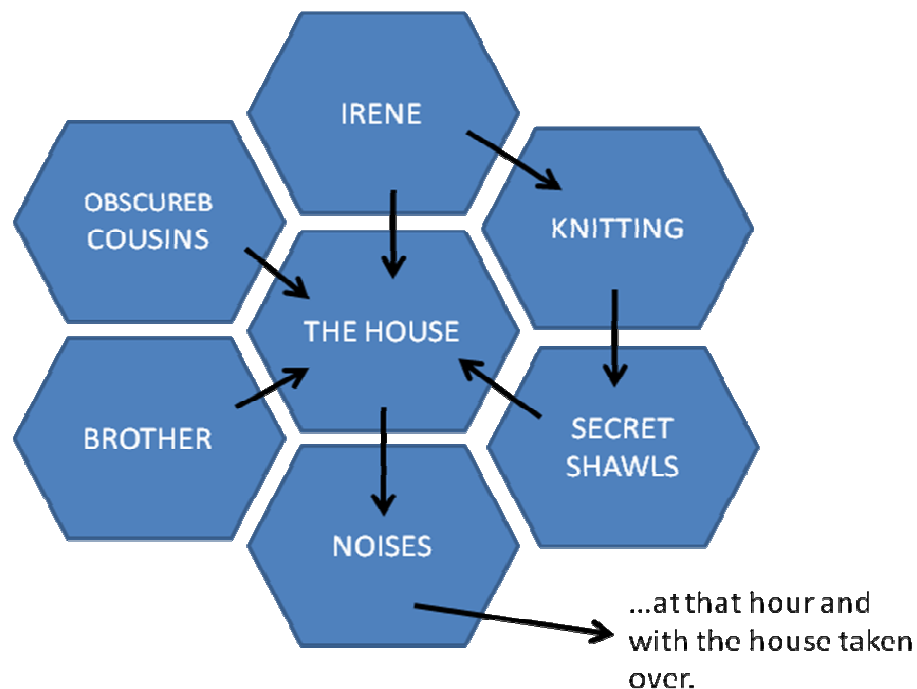 IRENE
OBSCUREB
COUSINS
KNITTING
THE HOUSE
BROTHER
SECRET
SHAWLS
NOISES
...at that hour and
with the house taken
over.